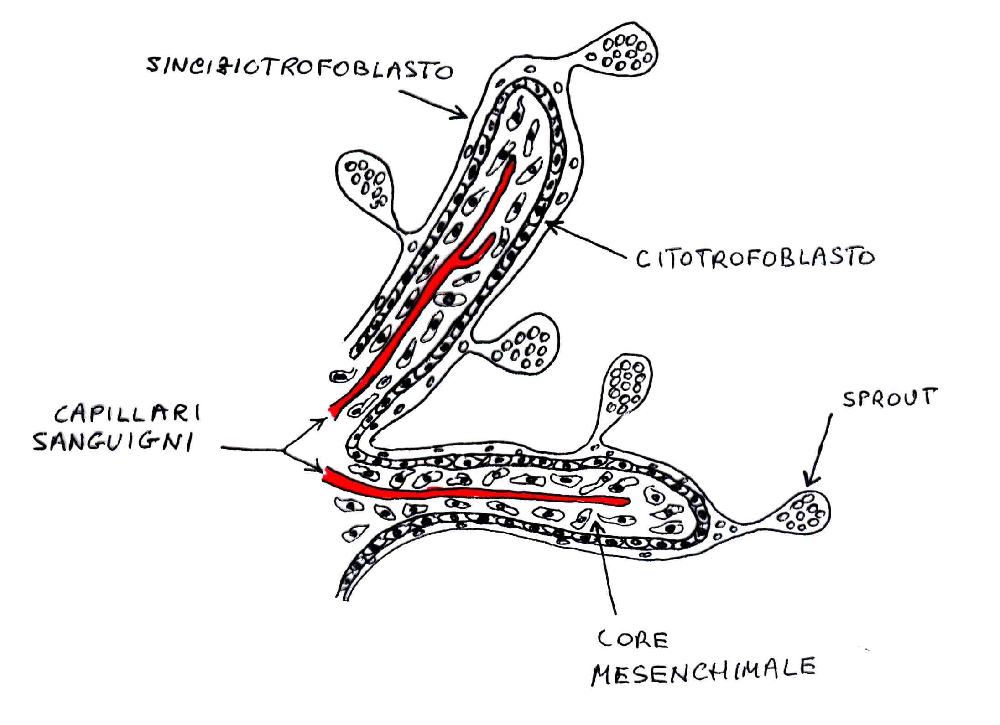 SINCIZIOTROFOBLASTO
CITOTROFOBLASTO
SPROUT
CAPILLARI
SANGUIGNI
CORE
MESENCHIMALE